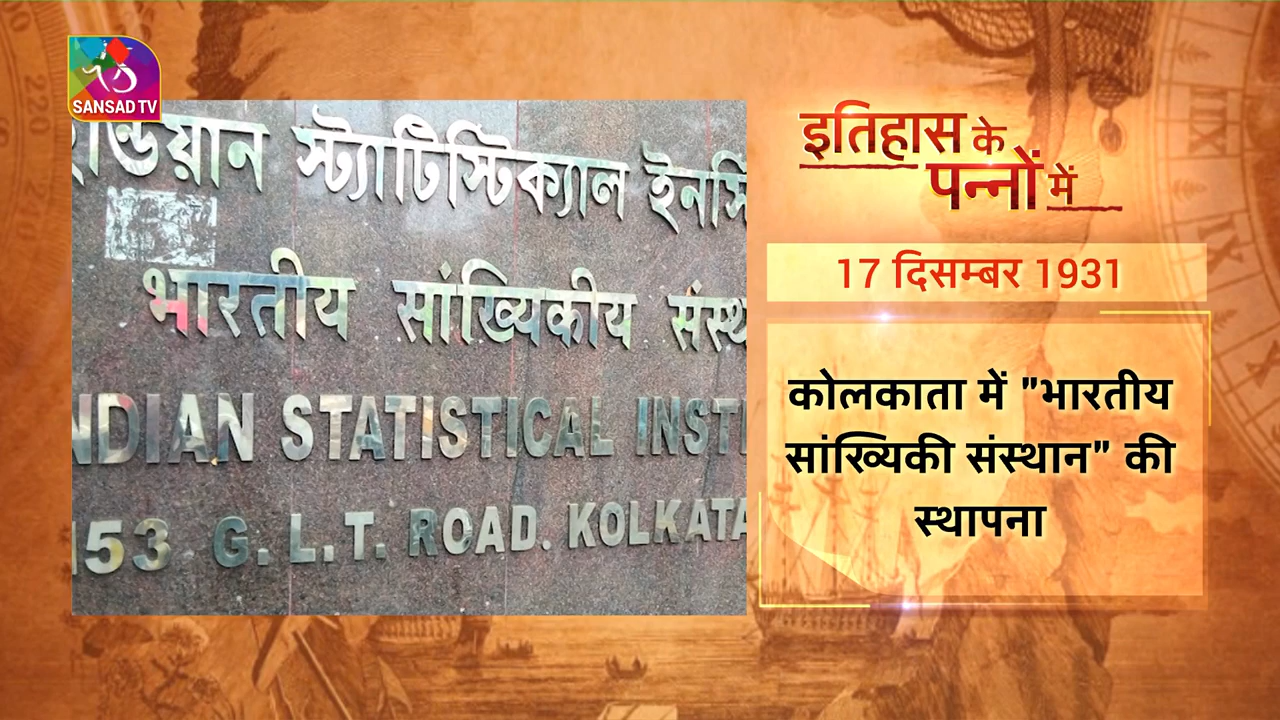 SANSAD TV
ইন্ডিয়ান স্ট্যাটিস্টিক্যাল ইনস্টি
भारतीय सांख्यिकीय संस्थ
NDIAN STATISTICAL INSTI
153 G.L.T. ROAD. KOLKATA
इतिहास के
पन्नों में
17 दिसम्बर 1931
कोलकाता में "भारतीय
सांख्यिकी संस्थान" की
स्थापना